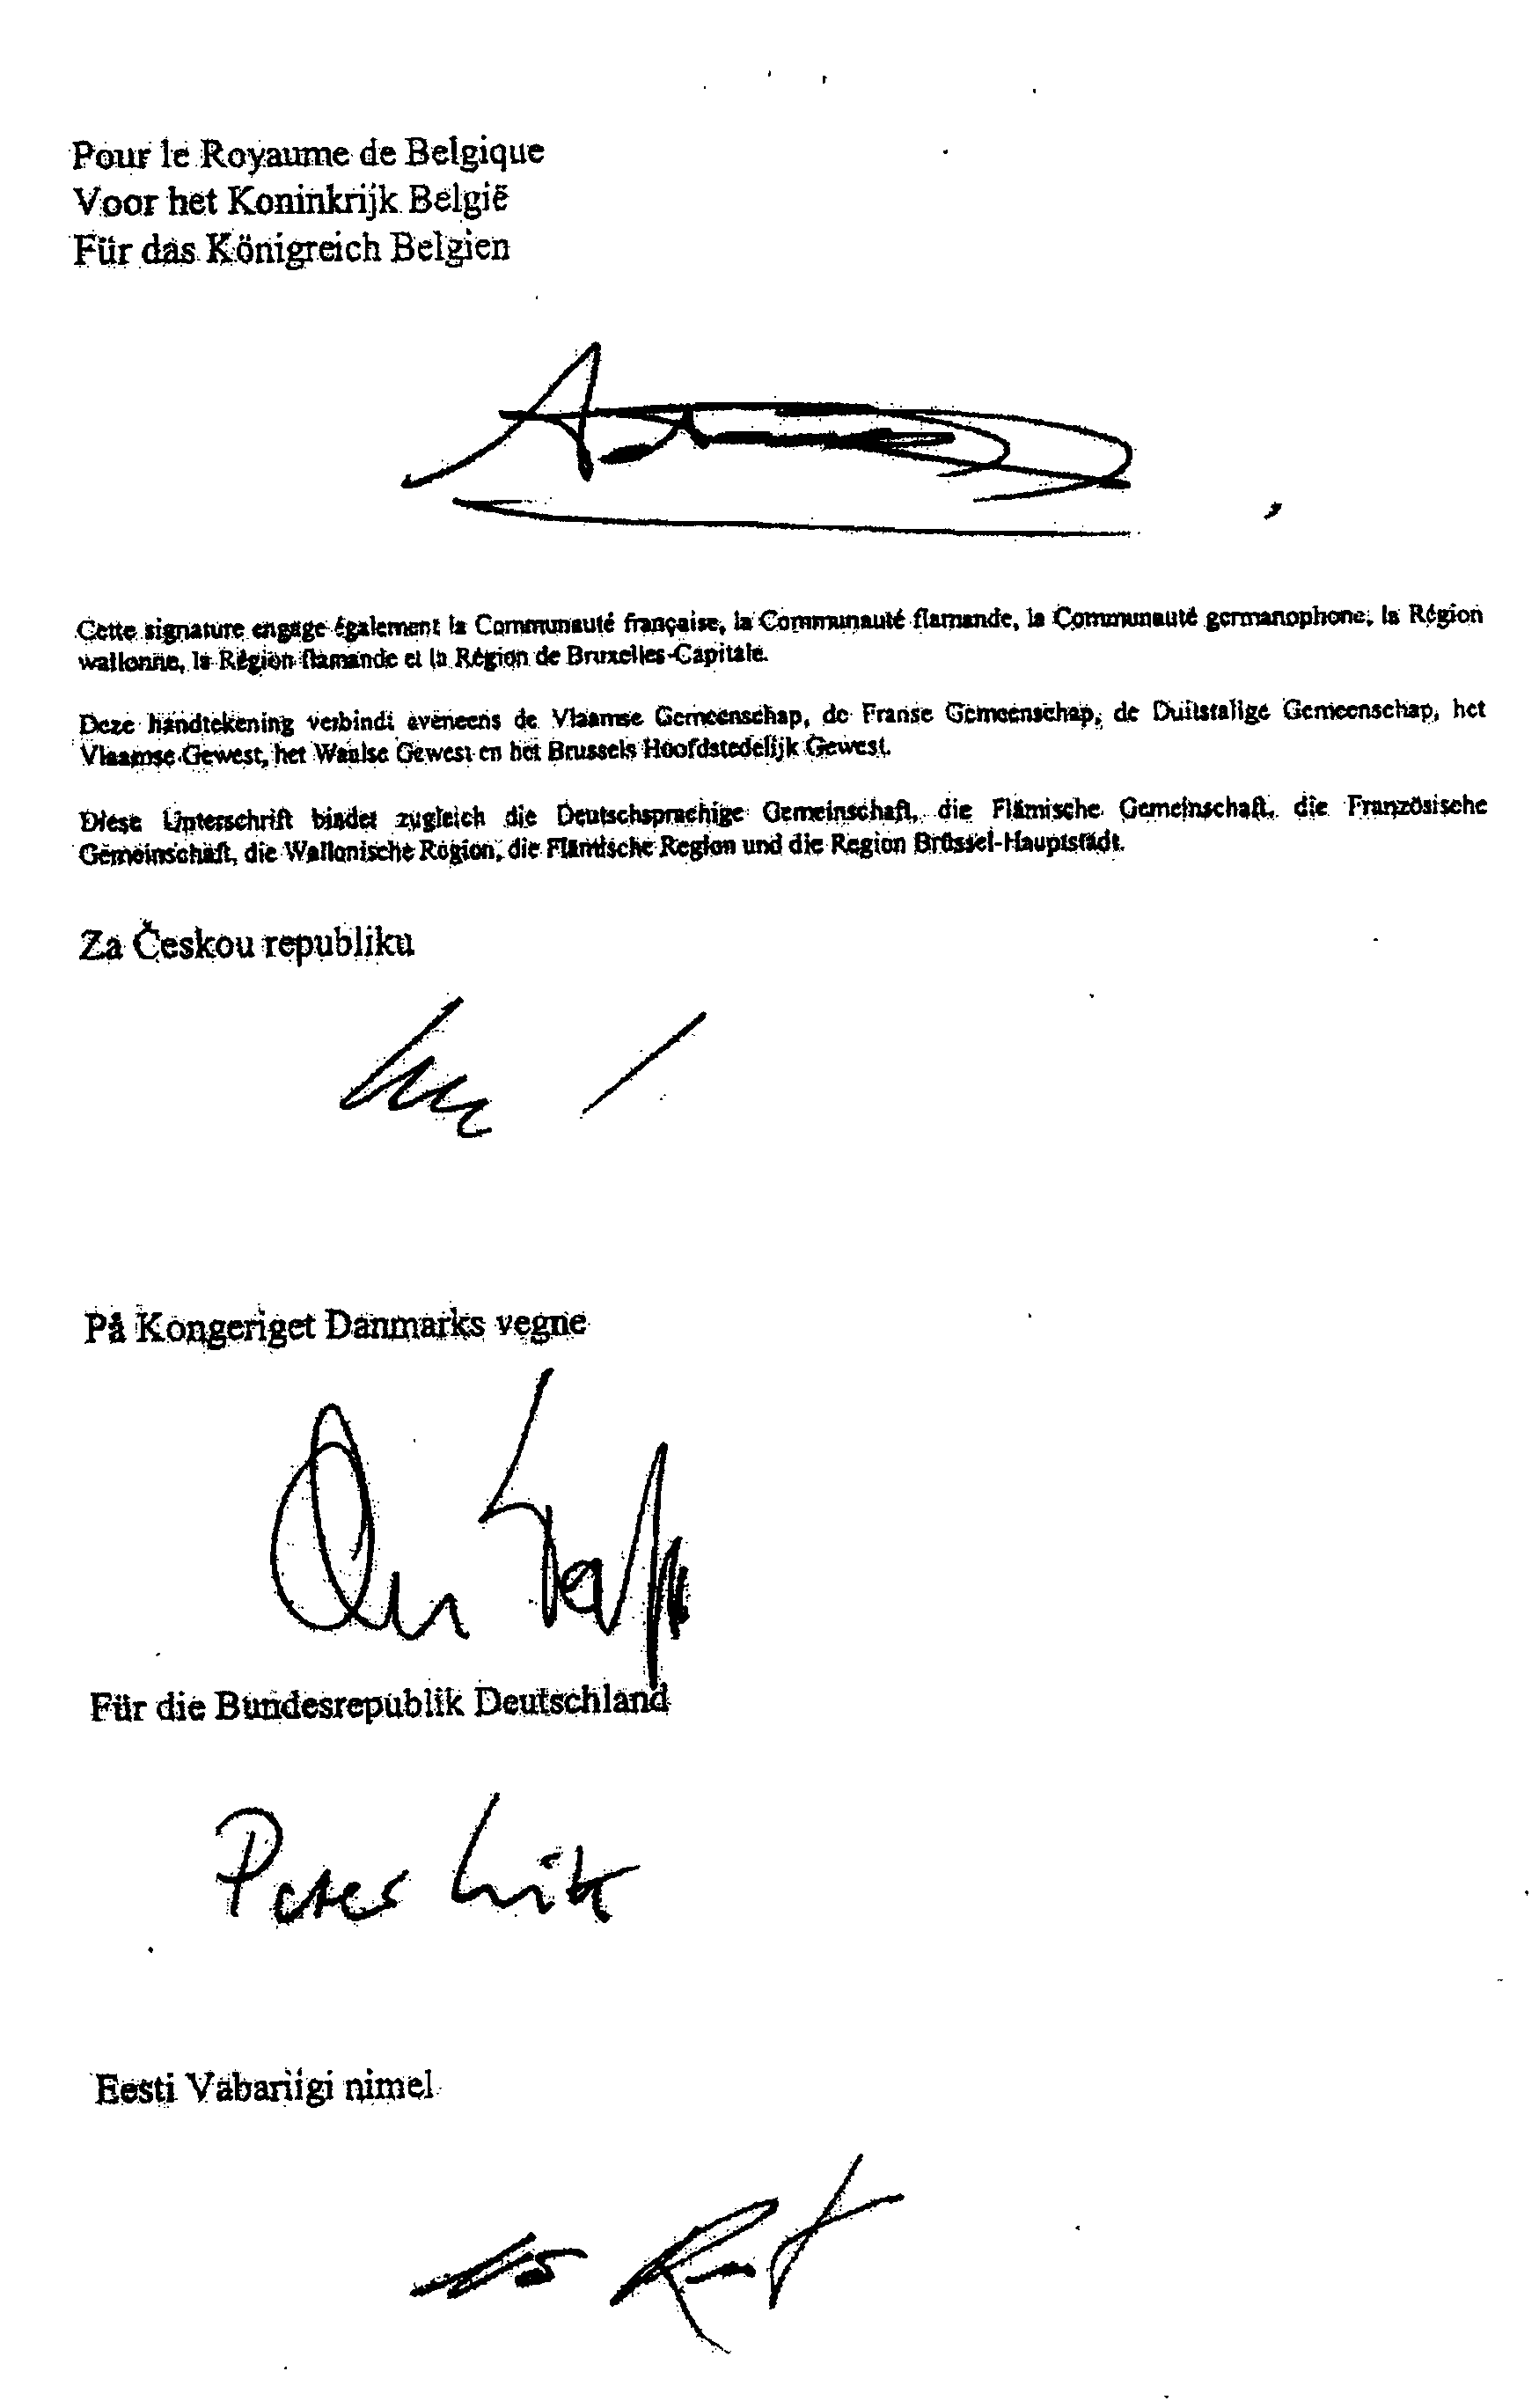 Pour le Royaume de Belgique
Voor het Koninkrijk België
Für das Königreich Belgien
Cette signature engage également la Communauté française, la Communauté flamande, la Communauté germanophone, la Région
wallonne, la Région flamande et la Région de Bruxelles-Capitale.
Deze handtekening verbindt eveneens de Vlaamse Gemeenschap, de Franse Gemeenschap, de Duitstalige Gemeenschap, het
Vlaamse Gewest, het Waalse Gewest en het Brussels Hoofdstedelijk Gewest.
Diese Unterschrift bindet zugleich die Deutschsprachige Gemeinschaft, die Flämische Gemeinschaft, die Französische
Gemeinschaft, die Wallonische Region, die Flämische Region und die Region Brüssel-Hauptstadt.
Za Českou republiku
På Kongeriget Danmarks vegne
Für die Bundesrepublik Deutschland
Peter
Eesti Vabariigi nimel